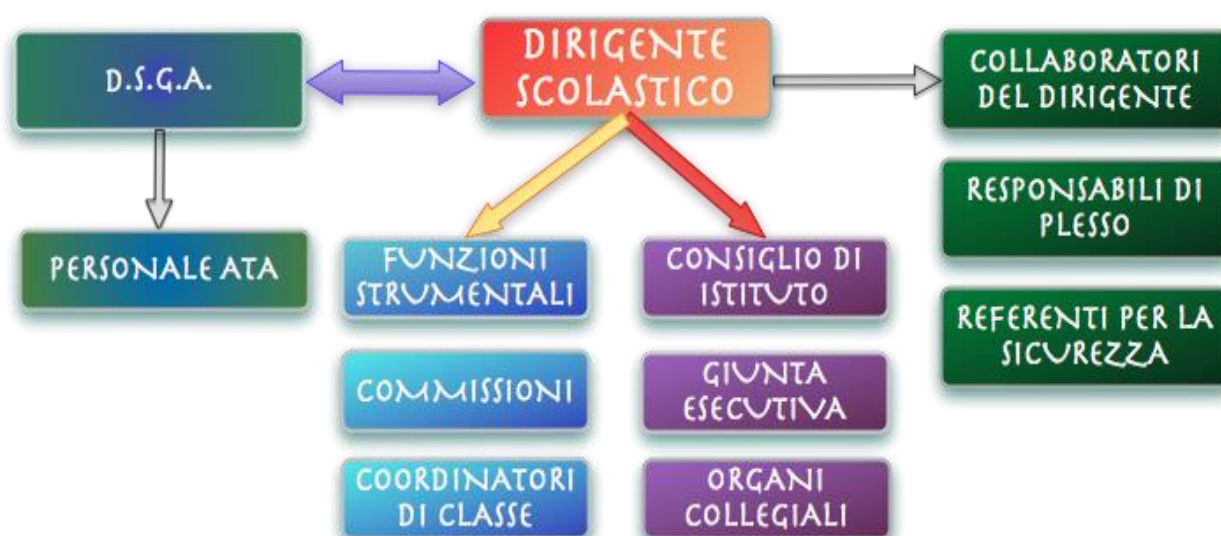 D.S.G.A.
DIRIGENTE
SCOLASTICO
COLLABORATORI
DEL DIRIGENTE
RESPONSABILI DI
PLESSO
REFERENTI PER LA
SICUREZZA
PERSONALE ATA
FUNZIONI
STRUMENTALI
COMMISSIONI
COORDINATORI
DI CLASSE
CONSIGLIO DI
ISTITUTO
GIUNTA
ESECUTIVA
ORGANI
COLLEGIALI